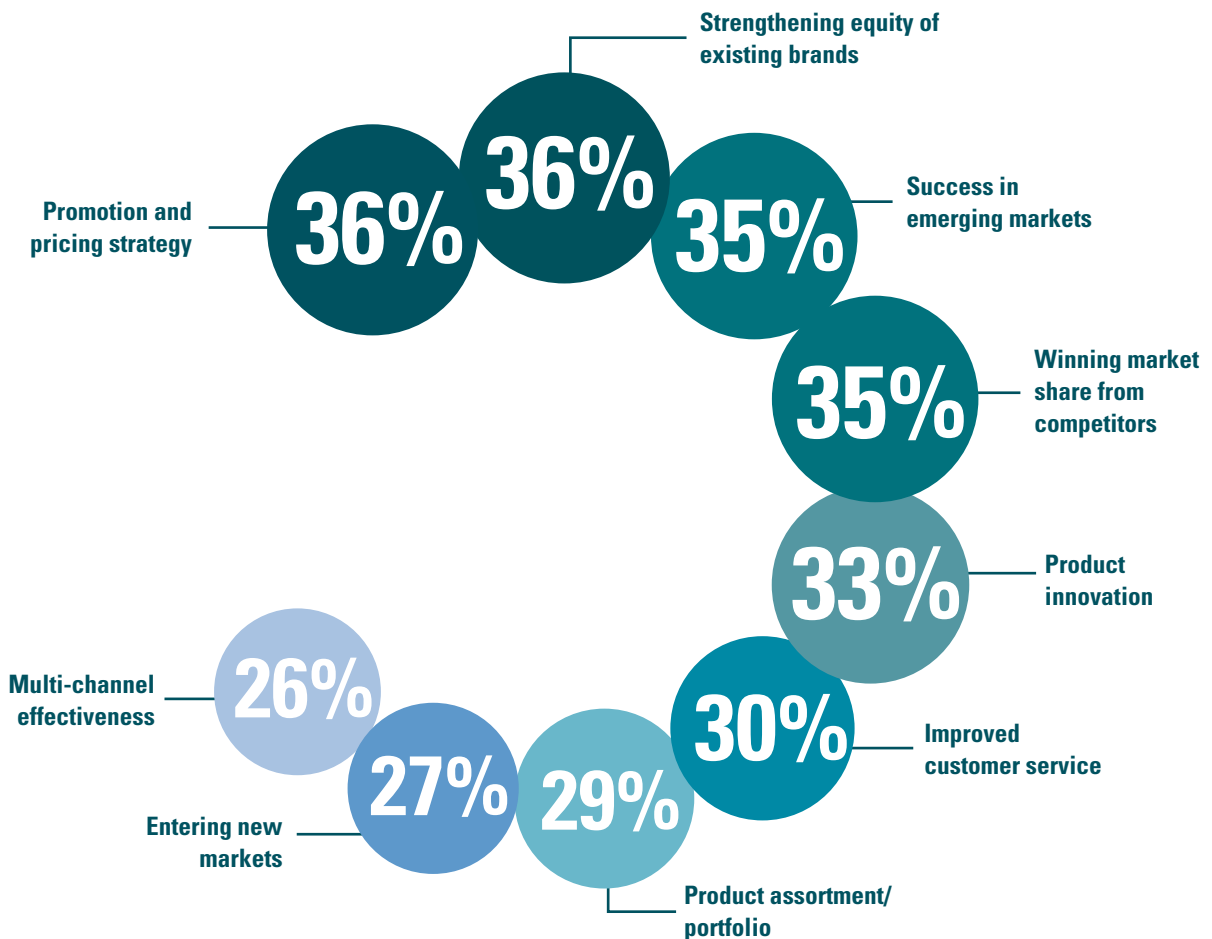 Strengthening equity of
existing brands
36%
36%
Promotion and
pricing strategy
35%
Success in
emerging markets
35%
Winning market
share from
competitors
33%
Product
innovation
30%
Improved
customer service
29%
Product assortment/
portfolio
27%
Entering new
markets
26%
Multi-channel
effectiveness